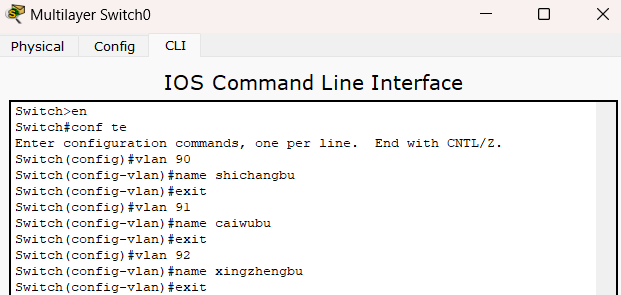 Multilayer Switch0
Physical Config CLI
IOS Command Line Interface
Switch>en
Switch#conf te
Enter configuration commands, one per line.  End with CNTL/Z.
Switch(config)#vlan 90
Switch(config-vlan)#name shichangbu
Switch(config-vlan)#exit
Switch(config)#vlan 91
Switch(config-vlan)#name caiwubu
Switch(config-vlan)#exit
Switch(config)#vlan 92
Switch(config-vlan)#name xingzhengbu
Switch(config-vlan)#exit